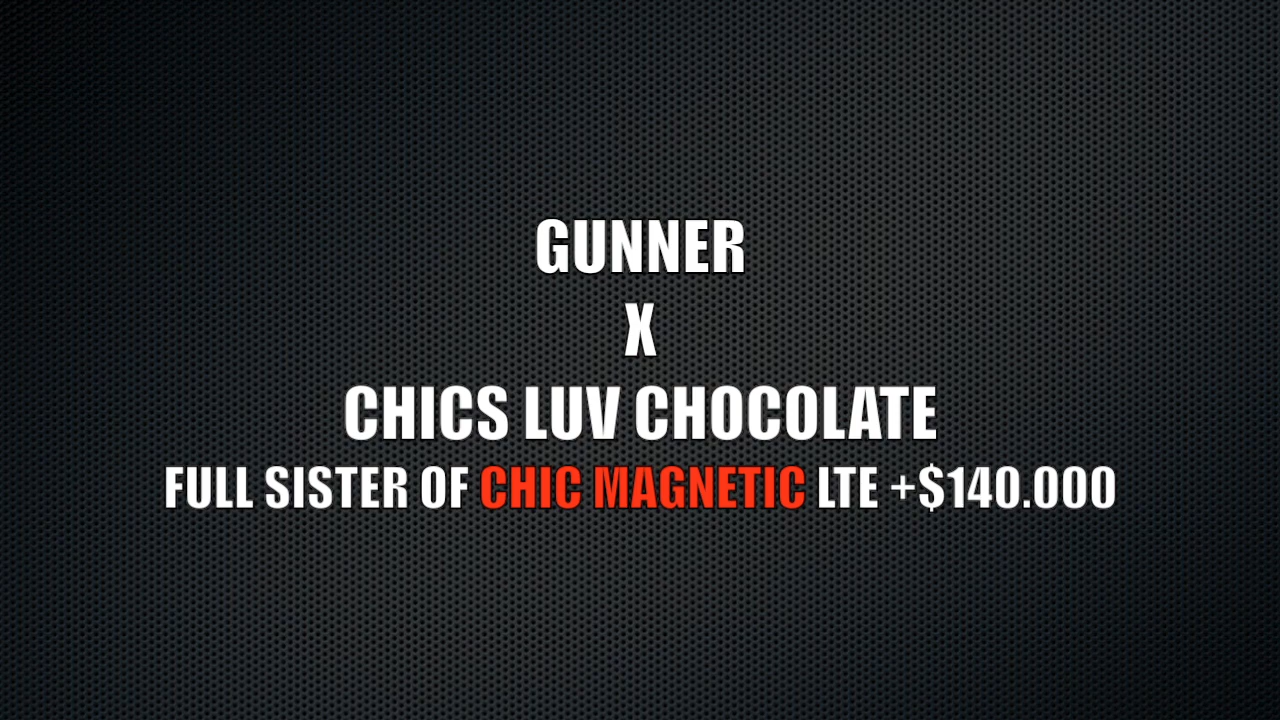 GUNNER
X
CHICS LUV CHOCOLATE
FULL SISTER OF CHIC MAGNETIC LTE +$140.000